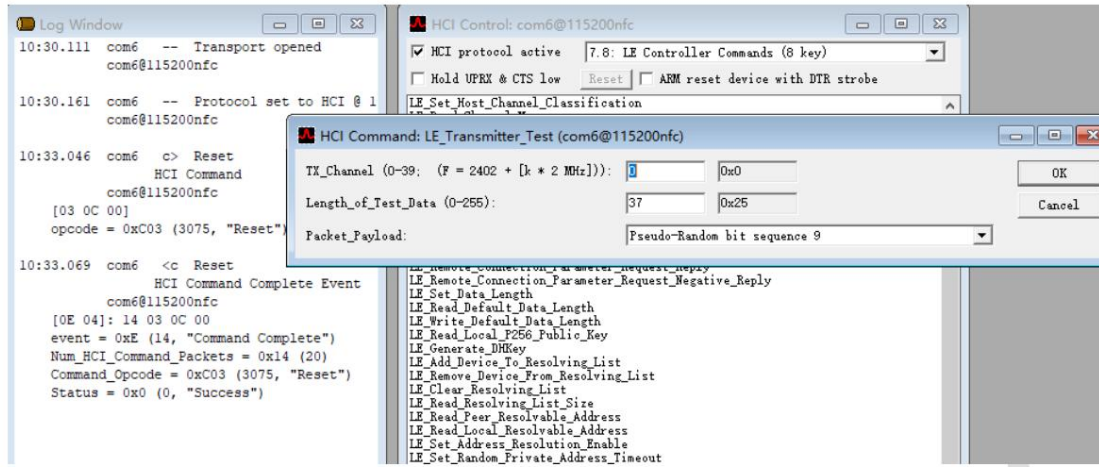 Log Window
10:30.111 com6 -- Transport opened
com6@115200nfc
10:30.161 com6 -- Protocol set to HCI @ 1
com6@115200nfc
10:33.046 com6 c> Reset
HCI Command
com6@115200nfc
[03 0C 00]
opcode = 0xC03 (3075, "Reset")
10:33.069 com6 <c Reset
HCI Command Complete Event
com6@115200nfc
[0E 04]: 14 03 0C 00
event = 0xE (14, "Command Complete")
Num_HCI_Command_Packets = 0x14 (20)
Command_Opcode = 0xC03 (3075, "Reset")
Status = 0x0 (0, "Success")
HCI Control: com6@115200nfc
HCI protocol active 7.8: LE Controller Commands (8 key)
Hold UPRX & CTS low Reset ARM reset device with DTR strobe
LE_Set_Host_Channel_Classification
HCI Command: LE_Transmitter_Test (com6@115200nfc)
TX_Channel (0-39; (F = 2402 + [k * 2 MHz])): 0 0x0 OK
Length_of_Test_Data (0-255): 37 0x25 Cancel
Packet_Payload: Pseudo-Random bit sequence 9
LE_Remote_Connection_Parameter_Request_Reply
LE_Remote_Connection_Parameter_Request_Negative_Reply
LE_Set_Data_Length
LE_Read_Default_Data_Length
LE_Write_Default_Data_Length
LE_Read_Local_P256_Public_Key
LE_Generate_DHKey
LE_Add_Device_To_Resolving_List
LE_Remove_Device_From_Resolving_List
LE_Clear_Resolving_List
LE_Read_Resolving_List_Size
LE_Read_Peer_Resolvable_Address
LE_Read_Local_Resolvable_Address
LE_Set_Address_Resolution_Enable
LE_Set_Random_Private_Address_Timeout